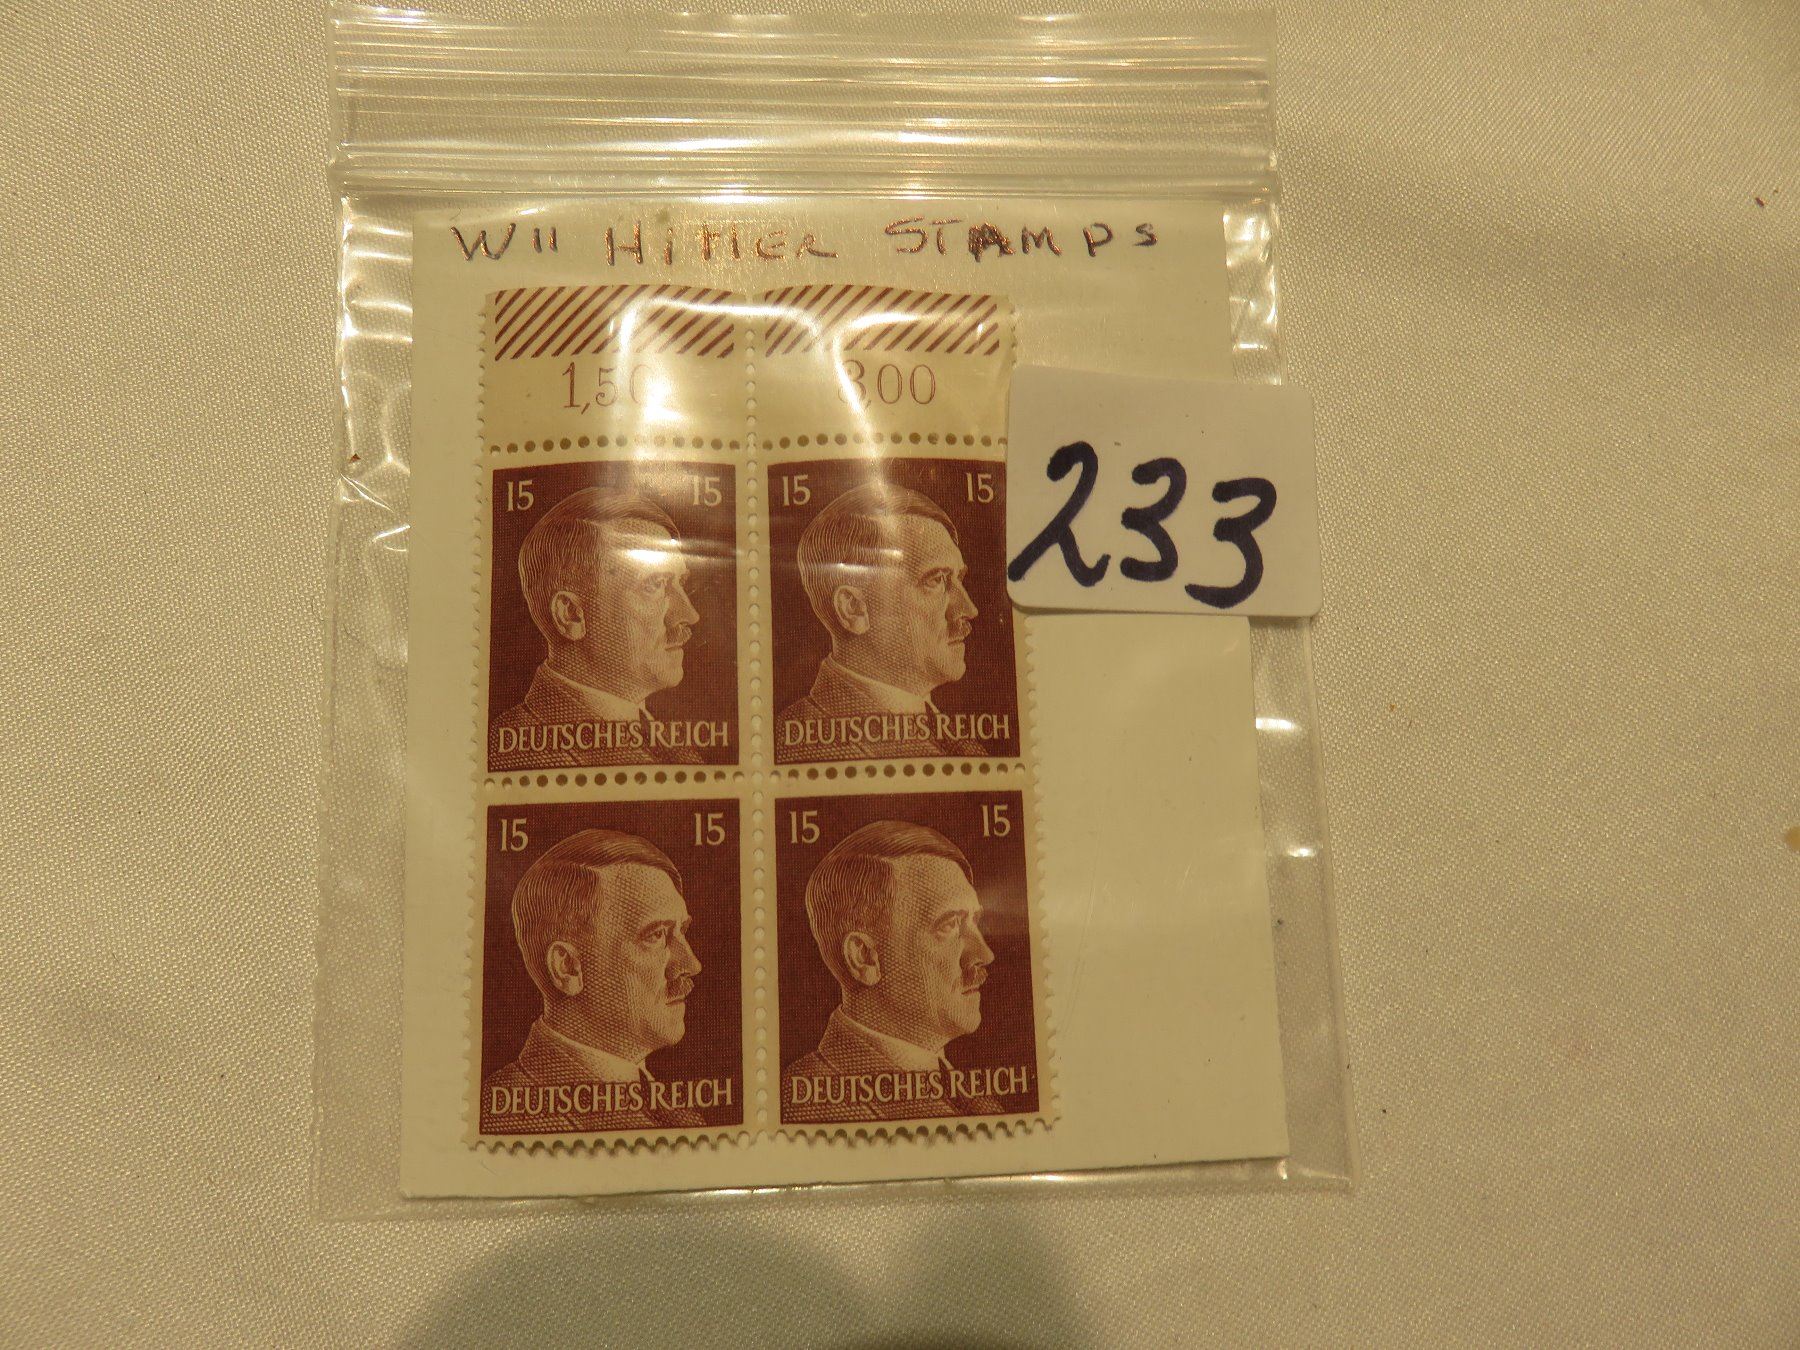 W11 HiTlER STAMPS
1,50 3,00
233
15 15 15 15
DEUTSCHES REICH DEUTSCHES REICH
15 15 15 15
DEUTSCHES REICH DEUTSCHES REICH